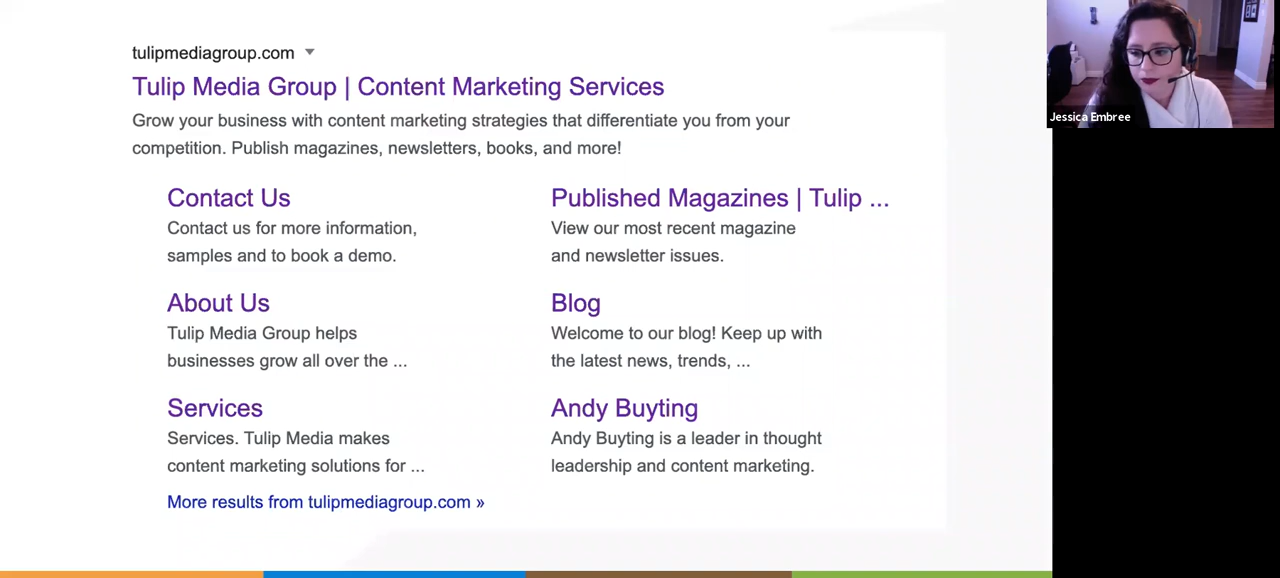 tulipmediagroup.com
Tulip Media Group | Content Marketing Services
Grow your business with content marketing strategies that differentiate you from your
competition. Publish magazines, newsletters, books, and more!
Contact Us
Contact us for more information,
samples and to book a demo.
Published Magazines | Tulip ...
View our most recent magazine
and newsletter issues.
About Us
Tulip Media Group helps
businesses grow all over the ...
Blog
Welcome to our blog! Keep up with
the latest news, trends, ...
Services
Services. Tulip Media makes
content marketing solutions for ...
Andy Buyting
Andy Buyting is a leader in thought
leadership and content marketing.
More results from tulipmediagroup.com »
Jessica Embree